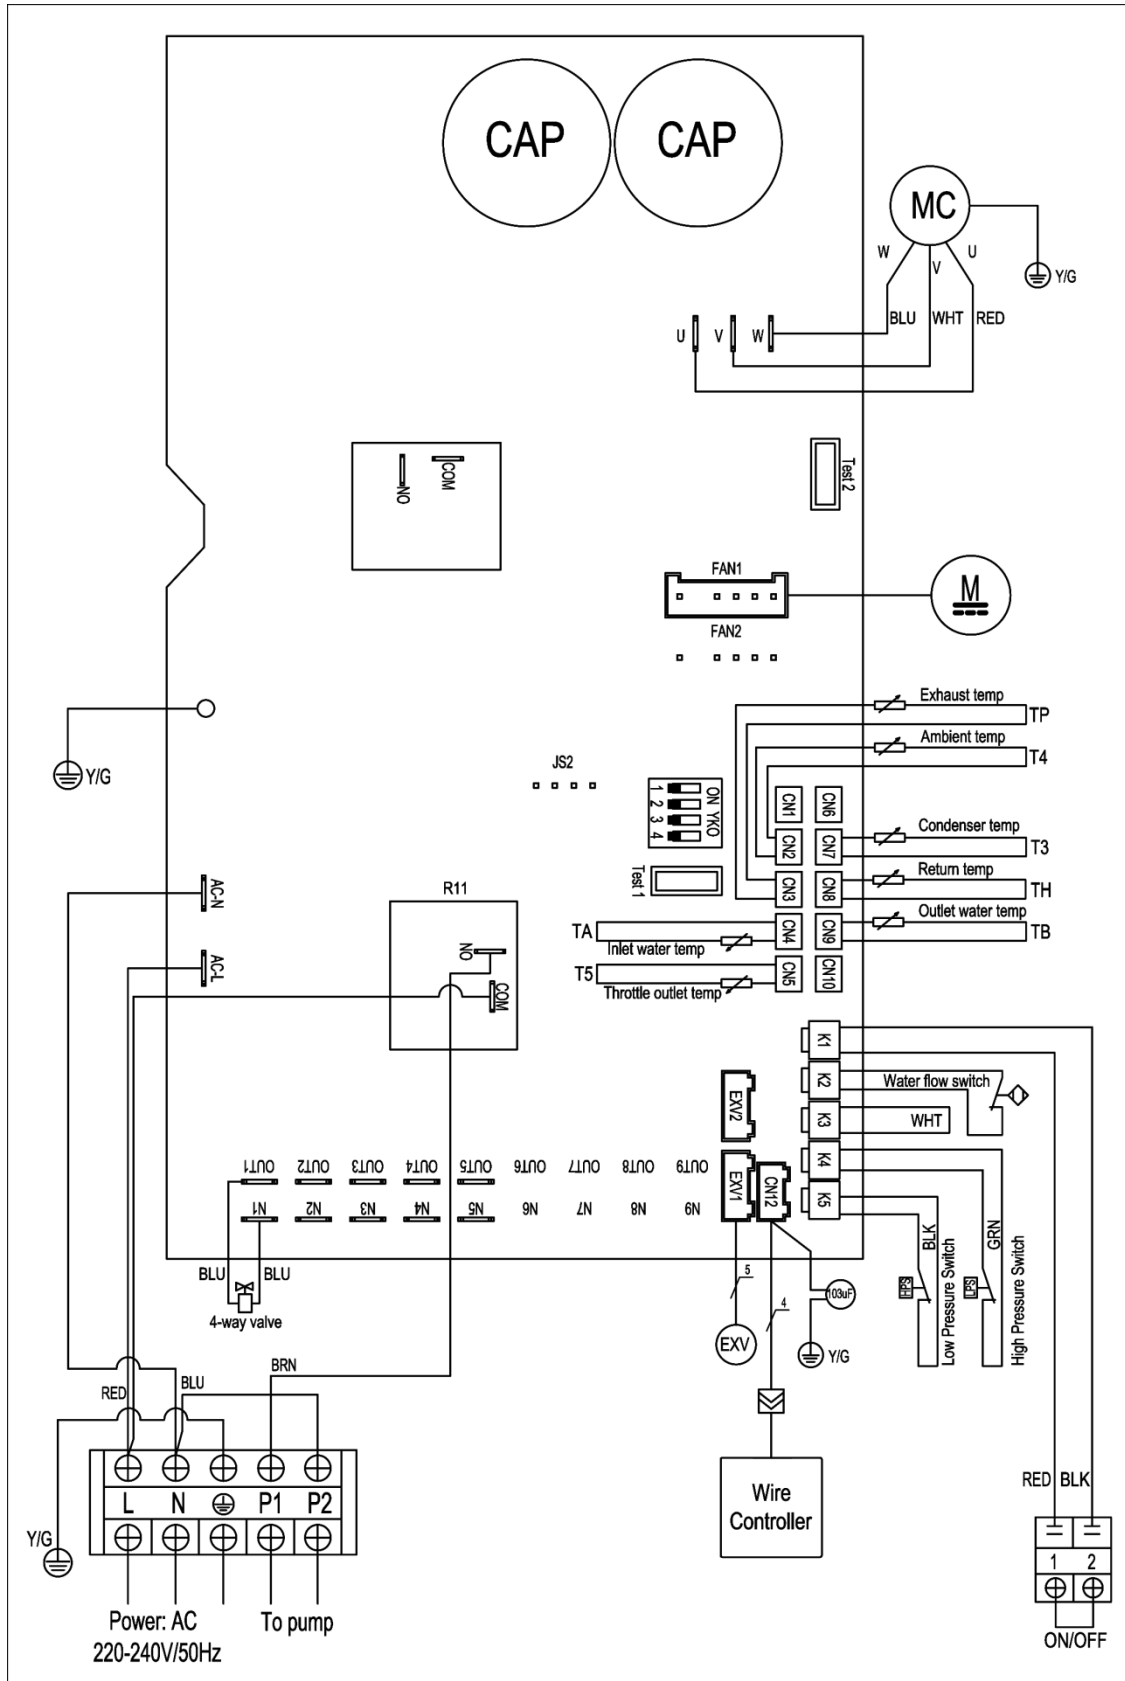 CAP
CAP
MC
W
V
U
Y/G
BLU
WHT
RED
U
V
W
NO
COM
Test 2
FAN1
M
FAN2
Exhaust temp
TP
Ambient temp
T4
Y/G
JS2
1
2
3
4
ON YKO
CN1
CN6
CN2
CN7
Condenser temp
T3
Test 1
CN3
CN8
Return temp
TH
AC-N
R11
TA
Inlet water temp
CN4
CN9
Outlet water temp
TB
AC-L
NO
COM
T5
Throttle outlet temp
CN5
CN10
K1
K2
Water flow switch
K3
WHT
K4
K5
EXV2
EXV1
CN12
OUT1
OUT2
OUT3
OUT4
OUT5
OUT6
OUT7
OUT8
OUT9
N1
N2
N3
N4
N5
N6
N7
N8
N9
BLK
GRN
HPS
LPS
Low Pressure Switch
High Pressure Switch
BLU
BLU
4-way valve
5
4
103uF
EXV
Y/G
RED
BLU
BRN
L
N
P1
P2
Y/G
Power: AC
220-240V/50Hz
To pump
Wire
Controller
RED
BLK
1
2
ON/OFF